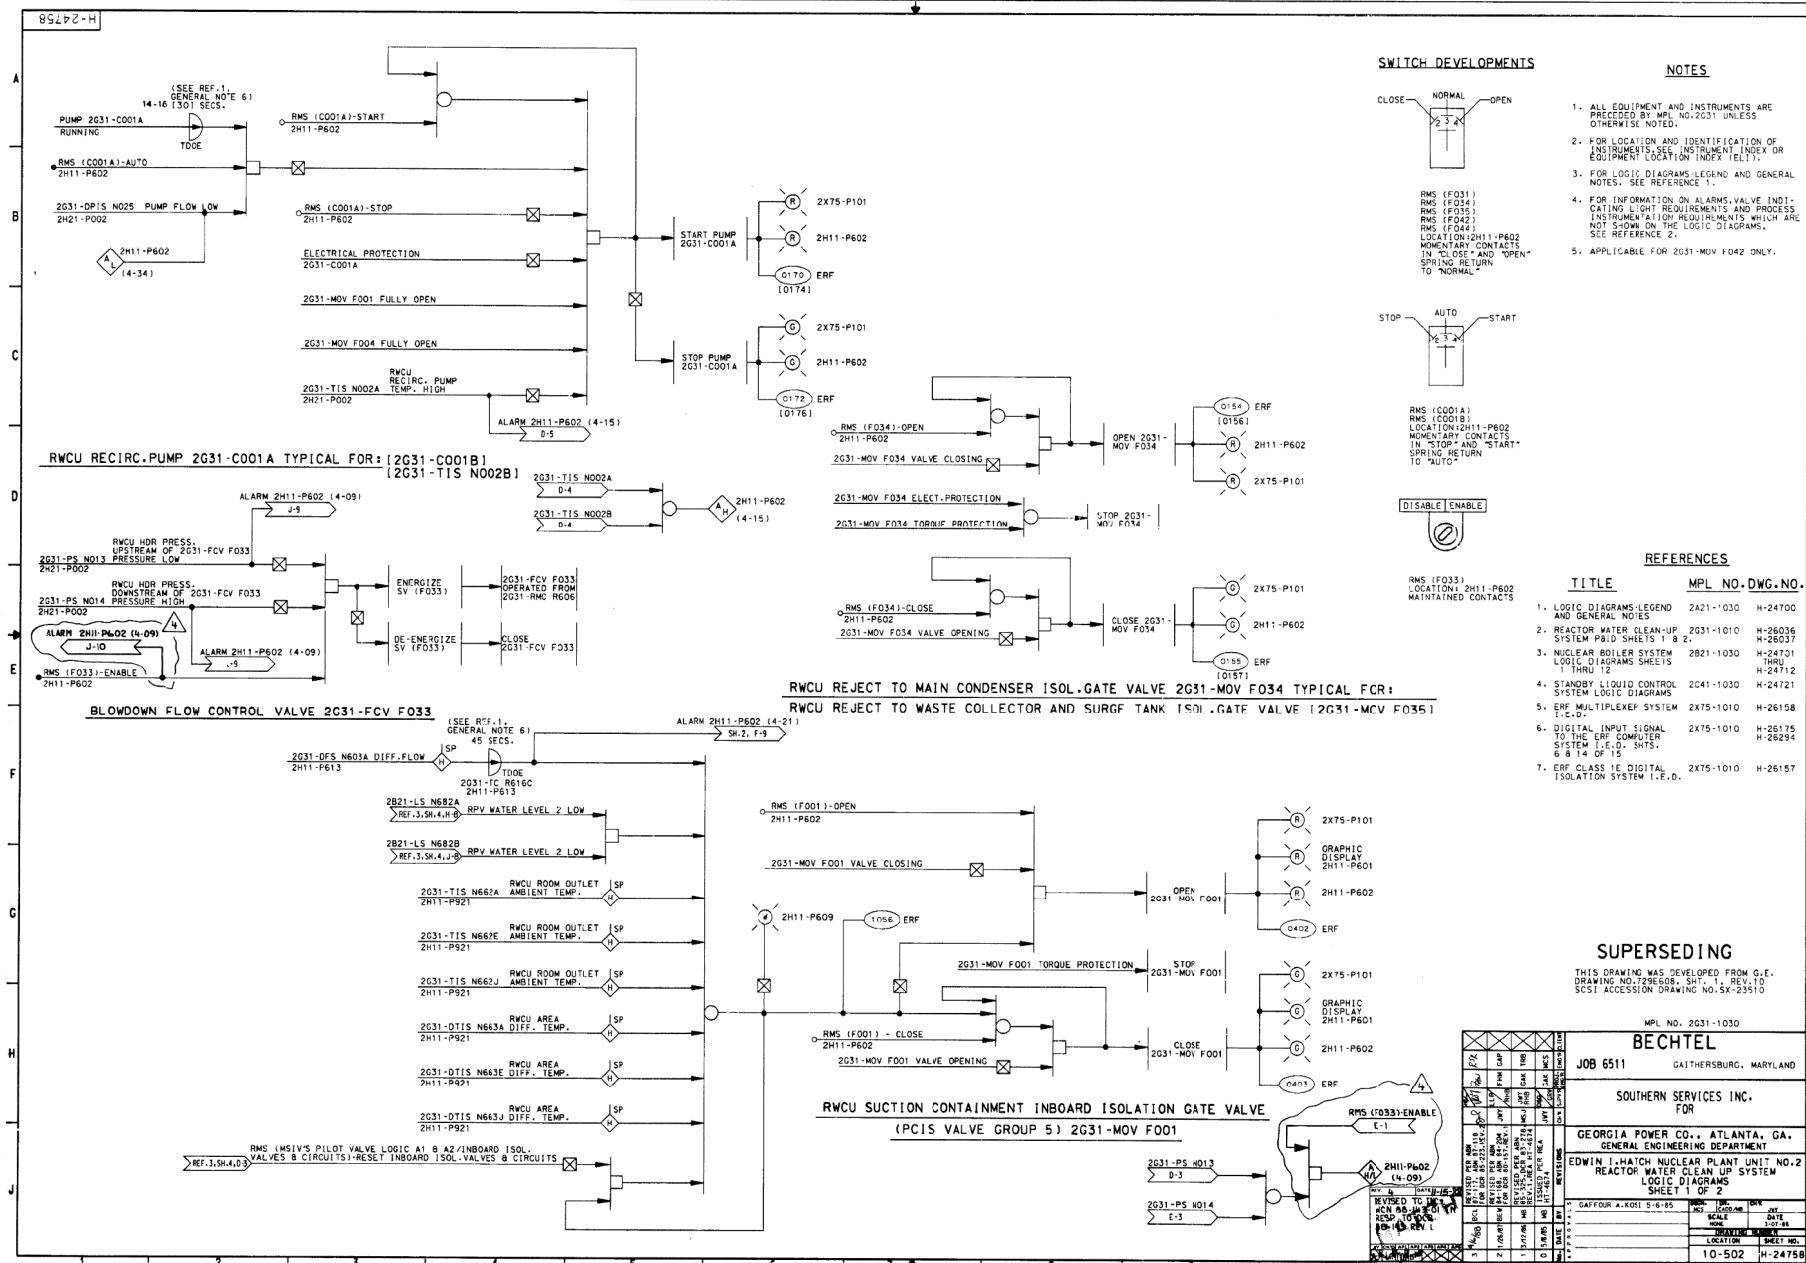 H-24758
A
B
C
D
E
F
G
H
J
(SEE REF.1,
GENERAL NOTE 6)
14-16 [30] SECS.
PUMP 2G31-C001A
RUNNING
TDOE
RMS (C001A)-AUTO
2H11-P602
2G31-DPIS N025 PUMP FLOW LOW
2H21-P002
A
L
2H11-P602
(4-34)
RMS (C001A)-START
2H11-P602
RMS (C001A)-STOP
2H11-P602
ELECTRICAL PROTECTION
2G31-C001A
2G31-MOV F001 FULLY OPEN
2G31-MOV F004 FULLY OPEN
RWCU
RECIRC. PUMP
2G31-TIS N002A TEMP. HIGH
2H21-P002
ALARM 2H11-P602 (4-15)
D-5
START PUMP
2G31-C001A
R 2X75-P101
R 2H11-P602
0170 ERF
[0174]
STOP PUMP
2G31-C001A
G 2X75-P101
G 2H11-P602
0172 ERF
[0176]
RWCU RECIRC.PUMP 2G31-C001A TYPICAL FOR: [2G31-C001B]
[2G31-TIS N002B]
2G31-TIS N002A
D-4
2G31-TIS N002B
D-4
A
H
2H11-P602
(4-15)
RMS (F034)-OPEN
2H11-P602
2G31-MOV F034 VALVE CLOSING
OPEN 2G31-
MOV F034
0154 ERF
[0156]
R 2H11-P602
R 2X75-P101
2G31-MOV F034 ELECT.PROTECTION
2G31-MOV F034 TORQUE PROTECTION
STOP 2G31-
MOV F034
RMS (F034)-CLOSE
2H11-P602
2G31-MOV F034 VALVE OPENING
CLOSE 2G31-
MOV F034
G 2X75-P101
G 2H11-P602
0155 ERF
[0157]
RWCU REJECT TO MAIN CONDENSER ISOL.GATE VALVE 2G31-MOV F034 TYPICAL FOR:
RWCU REJECT TO WASTE COLLECTOR AND SURGE TANK ISOL.GATE VALVE [2G31-MOV F035]
ALARM 2H11-P602 (4-09)
J-9
RWCU HDR PRESS.
UPSTREAM OF 2G31-FCV F033
2G31-PS N013 PRESSURE LOW
2H21-P002
RWCU HDR PRESS.
DOWNSTREAM OF 2G31-FCV F033
2G31-PS N014 PRESSURE HIGH
2H21-P002
4
ALARM 2H11-P602 (4-09)
J-10
ALARM 2H11-P602 (4-09)
J-9
RMS (F033)-ENABLE
2H11-P602
ENERGIZE
SV (F033)
2G31-FCV F033
OPERATED FROM
2G31-RMC R606
DE-ENERGIZE
SV (F033)
CLOSE
2G31-FCV F033
BLOWDOWN FLOW CONTROL VALVE 2G31-FCV F033
(SEE REF.1,
GENERAL NOTE 6)
45 SECS.
ALARM 2H11-P602 (4-21)
SH.2, F-9
2G31-DFS N603A DIFF.FLOW
2H11-P613
H
SP
TDOE
2G31-TC R616C
2H11-P613
2B21-LS N682A
REF.3,SH.4,H-8
RPV WATER LEVEL 2 LOW
2B21-LS N682B
REF.3,SH.4,J-8
RPV WATER LEVEL 2 LOW
RWCU ROOM OUTLET
2G31-TIS N662A AMBIENT TEMP.
2H11-P921
H SP
RWCU ROOM OUTLET
2G31-TIS N662E AMBIENT TEMP.
2H11-P921
H SP
RWCU ROOM OUTLET
2G31-TIS N662J AMBIENT TEMP.
2H11-P921
H SP
RWCU AREA
2G31-DTIS N663A DIFF. TEMP.
2H11-P921
H SP
RWCU AREA
2G31-DTIS N663E DIFF. TEMP.
2H11-P921
H SP
RWCU AREA
2G31-DTIS N663J DIFF. TEMP.
2H11-P921
H SP
REF.3,SH.4,D-3
RMS (MSIV'S PILOT VALVE LOGIC A1 & A2/INBOARD ISOL.
VALVES & CIRCUITS)-RESET INBOARD ISOL.VALVES & CIRCUITS
W 2H11-P609
1056 ERF
RMS (F001)-OPEN
2H11-P602
2G31-MOV F001 VALVE CLOSING
OPEN
2G31-MOV F001
R 2X75-P101
R GRAPHIC
DISPLAY
2H11-P601
R 2H11-P602
0402 ERF
2G31-MOV F001 TORQUE PROTECTION
STOP
2G31-MOV F001
RMS (F001) - CLOSE
2H11-P602
2G31-MOV F001 VALVE OPENING
CLOSE
2G31-MOV F001
G 2X75-P101
G GRAPHIC
DISPLAY
2H11-P601
G 2H11-P602
0403 ERF
RWCU SUCTION CONTAINMENT INBOARD ISOLATION GATE VALVE
(PCIS VALVE GROUP 5) 2G31-MOV F001
4
RMS (F033)-ENABLE
E-1
2G31-PS N013
D-3
2G31-PS N014
E-3
A
H/L
2H11-P602
(4-09)
SWITCH DEVELOPMENTS
CLOSE
NORMAL
OPEN
2 3 4
RMS (F031)
RMS (F034)
RMS (F035)
RMS (F042)
RMS (F044)
LOCATION:2H11-P602
MOMENTARY CONTACTS
IN "CLOSE" AND "OPEN"
SPRING RETURN
TO "NORMAL"
STOP
AUTO
START
2 3 4
RMS (C001A)
RMS (C001B)
LOCATION:2H11-P602
MOMENTARY CONTACTS
IN "STOP" AND "START"
SPRING RETURN
TO "AUTO"
DISABLE ENABLE
RMS (F033)
LOCATION: 2H11-P602
MAINTAINED CONTACTS
NOTES
1. ALL EQUIPMENT AND INSTRUMENTS ARE
PRECEDED BY MPL NO.2G31 UNLESS
OTHERWISE NOTED.
2. FOR LOCATION AND IDENTIFICATION OF
INSTRUMENTS,SEE INSTRUMENT INDEX OR
EQUIPMENT LOCATION INDEX (ELI).
3. FOR LOGIC DIAGRAMS-LEGEND AND GENERAL
NOTES. SEE REFERENCE 1.
4. FOR INFORMATION ON ALARMS,VALVE INDI-
CATING LIGHT REQUIREMENTS AND PROCESS
INSTRUMENTATION REQUIREMENTS WHICH ARE
NOT SHOWN ON THE LOGIC DIAGRAMS,
SEE REFERENCE 2.
5. APPLICABLE FOR 2G31-MOV F042 ONLY.
REFERENCES
TITLE MPL NO. DWG.NO.
1. LOGIC DIAGRAMS-LEGEND 2A21-1030 H-24700
AND GENERAL NOTES
2. REACTOR WATER CLEAN-UP 2G31-1010 H-26036
SYSTEM P&ID SHEETS 1 & 2. H-26037
3. NUCLEAR BOILER SYSTEM 2B21-1030 H-24701
LOGIC DIAGRAMS SHEETS THRU
1 THRU 12 H-24712
4. STANDBY LIQUID CONTROL 2C41-1030 H-24721
SYSTEM LOGIC DIAGRAMS
5. ERF MULTIPLEXER SYSTEM 2X75-1010 H-26158
I.E.D.
6. DIGITAL INPUT SIGNAL 2X75-1010 H-26175
TO THE ERF COMPUTER H-26294
SYSTEM I.E.D. SHTS.
6 & 14 OF 15
7. ERF CLASS 1E DIGITAL 2X75-1010 H-26157
ISOLATION SYSTEM I.E.D.
SUPERSEDING
THIS DRAWING WAS DEVELOPED FROM G.E.
DRAWING NO.729E608, SHT. 1, REV.10
SCSI ACCESSION DRAWING NO.SX-23510
MPL NO. 2G31-1030
BECHTEL
JOB 6511 GAITHERSBURG, MARYLAND
SOUTHERN SERVICES INC.
FOR
GEORGIA POWER CO., ATLANTA, GA.
GENERAL ENGINEERING DEPARTMENT
EDWIN I.HATCH NUCLEAR PLANT UNIT NO.2
REACTOR WATER CLEAN UP SYSTEM
LOGIC DIAGRAMS
SHEET 1 OF 2
GAFFOUR A.KOSI 5-6-85
SCALE
NONE
DATE
DRAWING NUMBER
LOCATION SHEET NO.
10-502 H-24758
REVISIONS
REV. 4